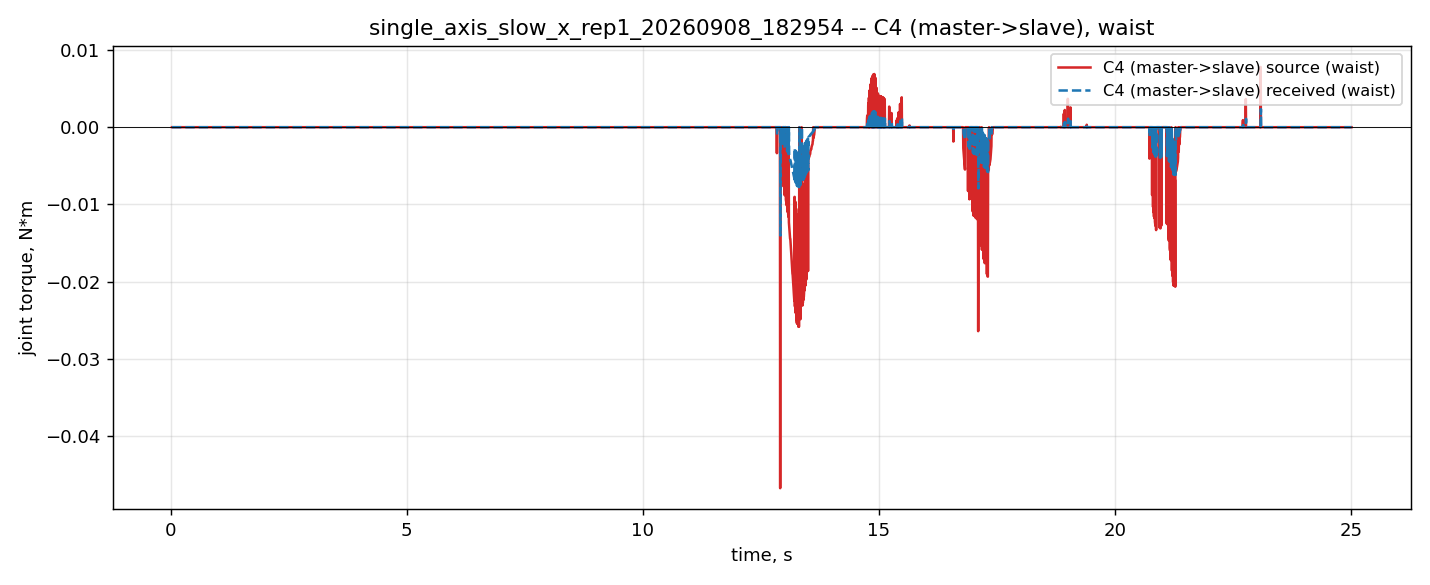 single_axis_slow_x_rep1_20260908_182954 -- C4 (master->slave), waist
C4 (master->slave) source (waist)
C4 (master->slave) received (waist)
joint torque, N*m
0.01
0.00
−0.01
−0.02
−0.03
−0.04
0
5
10
15
20
25
time, s